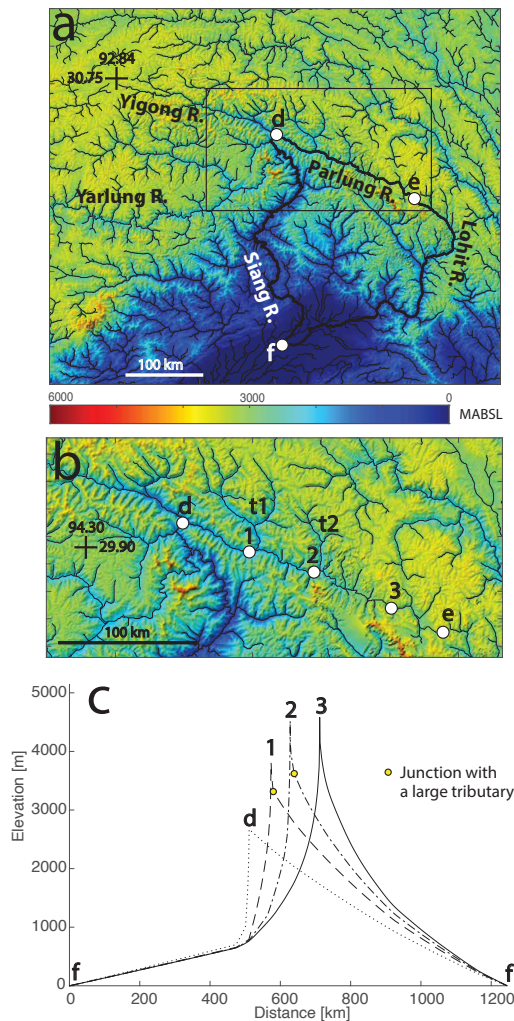 a
92.84
30.75
Yigong R.
d
Parlung R.
e
Yarlung R.
Lohit R.
Siang R.
f
100 km
6000 3000 0 MABSL
b
d
t1
94.30
29.90
1
t2
2
3
e
100 km
C
5000
4000
3000
2000
1000
0
Elevation [m]
1
2
3
d
Junction with
a large tributary
f
f
0 200 400 600 800 1000 1200
Distance [km]